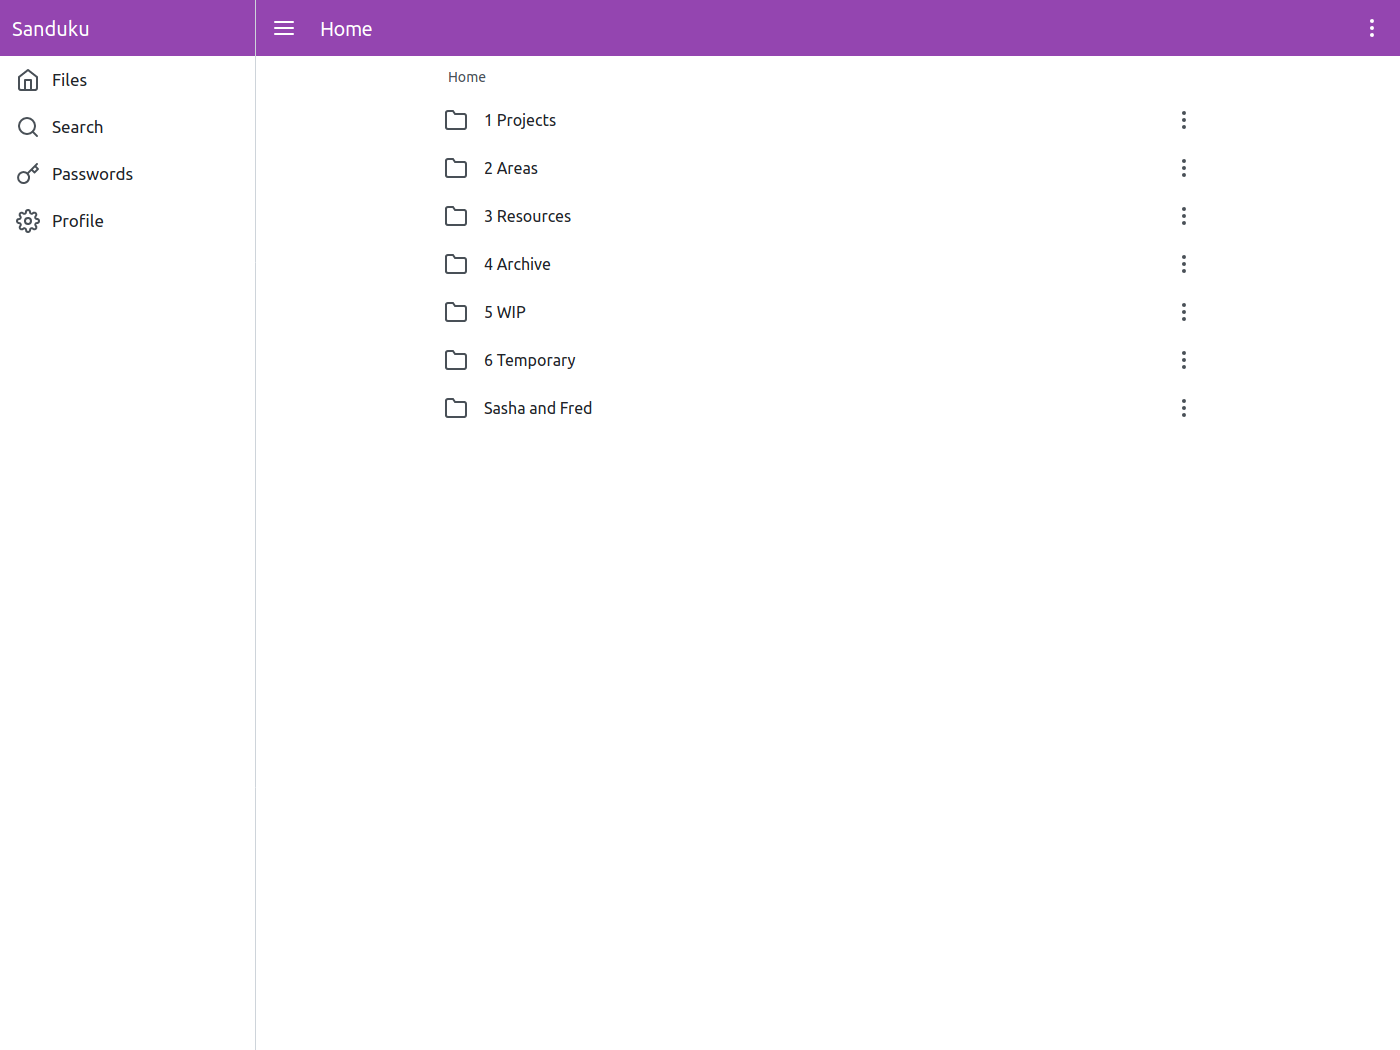 Sanduku
Home
Files
Search
Passwords
Profile
Home
1 Projects
2 Areas
3 Resources
4 Archive
5 WIP
6 Temporary
Sasha and Fred